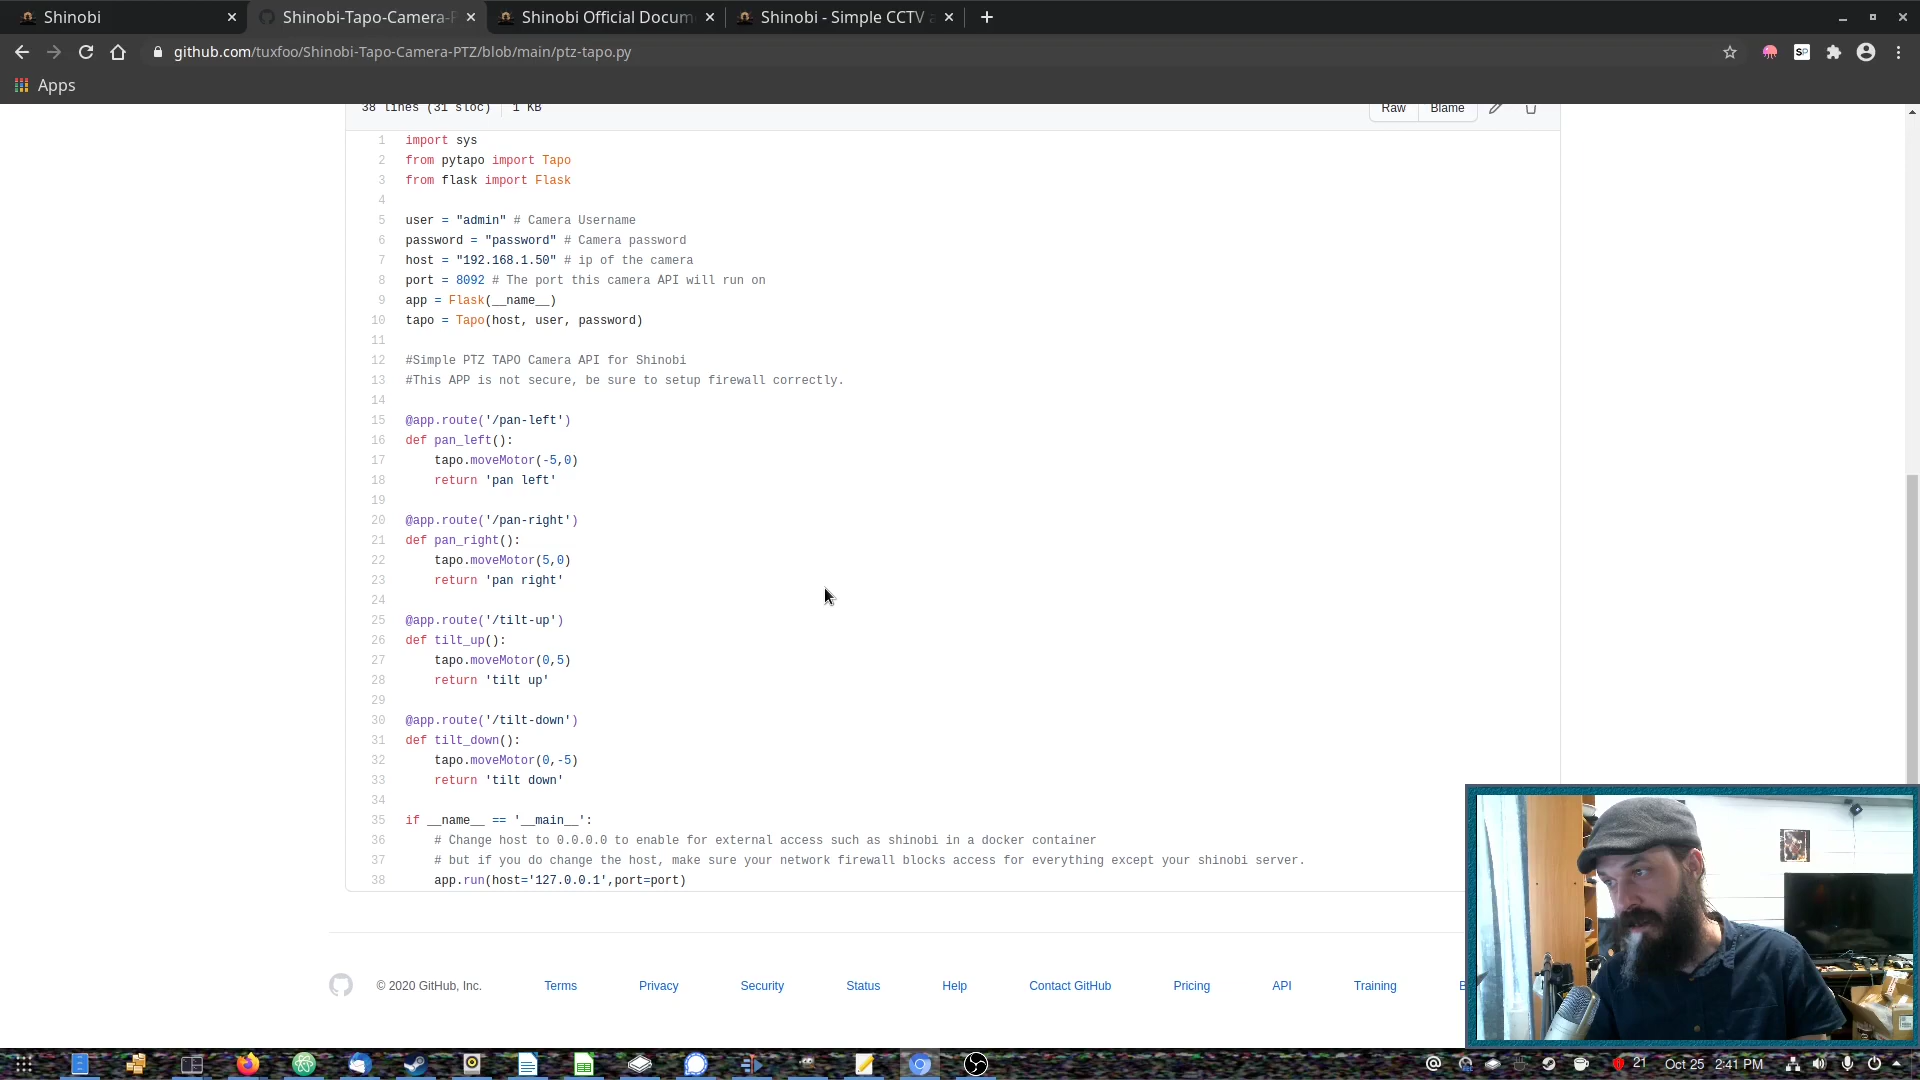 Shinobi
Shinobi-Tapo-Camera-P
Shinobi Official Docum
Shinobi - Simple CCTV a
github.com/tuxfoo/Shinobi-Tapo-Camera-PTZ/blob/main/ptz-tapo.py
Apps
38 lines (31 sloc) 1 KB
Raw Blame
1 import sys
2 from pytapo import Tapo
3 from flask import Flask
4
5 user = "admin" # Camera Username
6 password = "password" # Camera password
7 host = "192.168.1.50" # ip of the camera
8 port = 8092 # The port this camera API will run on
9 app = Flask(__name__)
10 tapo = Tapo(host, user, password)
11
12 #Simple PTZ TAPO Camera API for Shinobi
13 #This APP is not secure, be sure to setup firewall correctly.
14
15 @app.route('/pan-left')
16 def pan_left():
17 tapo.moveMotor(-5,0)
18 return 'pan left'
19
20 @app.route('/pan-right')
21 def pan_right():
22 tapo.moveMotor(5,0)
23 return 'pan right'
24
25 @app.route('/tilt-up')
26 def tilt_up():
27 tapo.moveMotor(0,5)
28 return 'tilt up'
29
30 @app.route('/tilt-down')
31 def tilt_down():
32 tapo.moveMotor(0,-5)
33 return 'tilt down'
34
35 if __name__ == '__main__':
36 # Change host to 0.0.0.0 to enable for external access such as shinobi in a docker container
37 # but if you do change the host, make sure your network firewall blocks access for everything except your shinobi server.
38 app.run(host='127.0.0.1',port=port)
© 2020 GitHub, Inc. Terms Privacy Security Status Help Contact GitHub Pricing API Training
21 Oct 25 2:41 PM